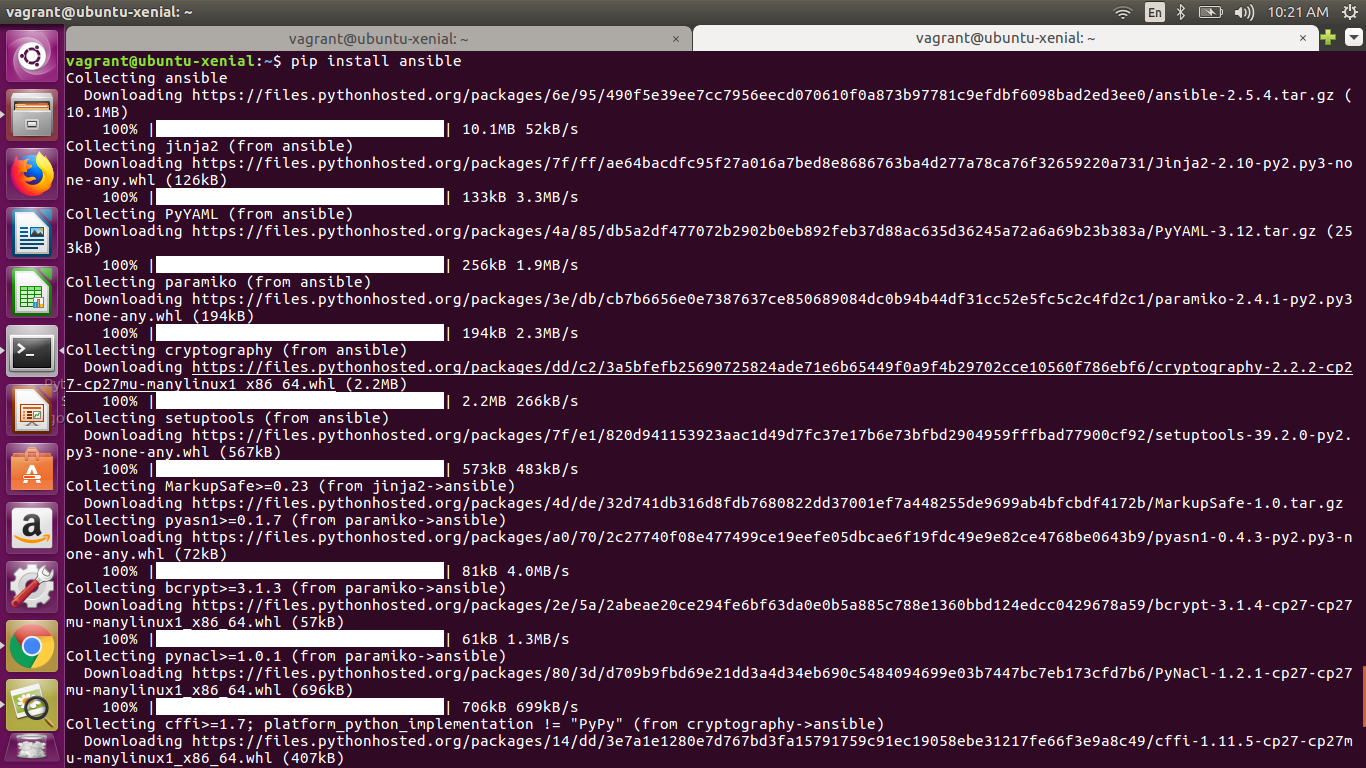 vagrant@ubuntu-xenial: ~
En
10:21 AM
vagrant@ubuntu-xenial: ~ ×
vagrant@ubuntu-xenial: ~ ×
vagrant@ubuntu-xenial:~$ pip install ansible
Collecting ansible
  Downloading https://files.pythonhosted.org/packages/6e/95/490f5e39ee7cc7956eecd070610f0a873b97781c9efdbf6098bad2ed3ee0/ansible-2.5.4.tar.gz (
10.1MB)
    100% |████████████████████████████████| 10.1MB 52kB/s
Collecting jinja2 (from ansible)
  Downloading https://files.pythonhosted.org/packages/7f/ff/ae64bacdfc95f27a016a7bed8e8686763ba4d277a78ca76f32659220a731/Jinja2-2.10-py2.py3-no
ne-any.whl (126kB)
    100% |████████████████████████████████| 133kB 3.3MB/s
Collecting PyYAML (from ansible)
  Downloading https://files.pythonhosted.org/packages/4a/85/db5a2df477072b2902b0eb892feb37d88ac635d36245a72a6a69b23b383a/PyYAML-3.12.tar.gz (25
3kB)
    100% |████████████████████████████████| 256kB 1.9MB/s
Collecting paramiko (from ansible)
  Downloading https://files.pythonhosted.org/packages/3e/db/cb7b6656e0e7387637ce850689084dc0b94b44df31cc52e5fc5c2c4fd2c1/paramiko-2.4.1-py2.py3
-none-any.whl (194kB)
    100% |████████████████████████████████| 194kB 2.3MB/s
Collecting cryptography (from ansible)
  Downloading https://files.pythonhosted.org/packages/dd/c2/3a5bfefb25690725824ade71e6b65449f0a9f4b29702cce10560f786ebf6/cryptography-2.2.2-cp2
7-cp27mu-manylinux1_x86_64.whl (2.2MB)
    100% |████████████████████████████████| 2.2MB 266kB/s
Collecting setuptools (from ansible)
  Downloading https://files.pythonhosted.org/packages/7f/e1/820d941153923aac1d49d7fc37e17b6e73bfbd2904959fffbad77900cf92/setuptools-39.2.0-py2.
py3-none-any.whl (567kB)
    100% |████████████████████████████████| 573kB 483kB/s
Collecting MarkupSafe>=0.23 (from jinja2->ansible)
  Downloading https://files.pythonhosted.org/packages/4d/de/32d741db316d8fdb7680822dd37001ef7a448255de9699ab4bfcbdf4172b/MarkupSafe-1.0.tar.gz
Collecting pyasn1>=0.1.7 (from paramiko->ansible)
  Downloading https://files.pythonhosted.org/packages/a0/70/2c27740f08e477499ce19eefe05dbcae6f19fdc49e9e82ce4768be0643b9/pyasn1-0.4.3-py2.py3-n
one-any.whl (72kB)
    100% |████████████████████████████████| 81kB 4.0MB/s
Collecting bcrypt>=3.1.3 (from paramiko->ansible)
  Downloading https://files.pythonhosted.org/packages/2e/5a/2abeae20ce294fe6bf63da0e0b5a885c788e1360bbd124edcc0429678a59/bcrypt-3.1.4-cp27-cp27
mu-manylinux1_x86_64.whl (57kB)
    100% |████████████████████████████████| 61kB 1.3MB/s
Collecting pynacl>=1.0.1 (from paramiko->ansible)
  Downloading https://files.pythonhosted.org/packages/80/3d/d709b9fbd69e21dd3a4d34eb690c5484094699e03b7447bc7eb173cfd7b6/PyNaCl-1.2.1-cp27-cp27
mu-manylinux1_x86_64.whl (696kB)
    100% |████████████████████████████████| 706kB 699kB/s
Collecting cffi>=1.7; platform_python_implementation != "PyPy" (from cryptography->ansible)
  Downloading https://files.pythonhosted.org/packages/14/dd/3e7a1e1280e7d767bd3fa15791759c91ec19058ebe31217fe66f3e9a8c49/cffi-1.11.5-cp27-cp27m
u-manylinux1_x86_64.whl (407kB)